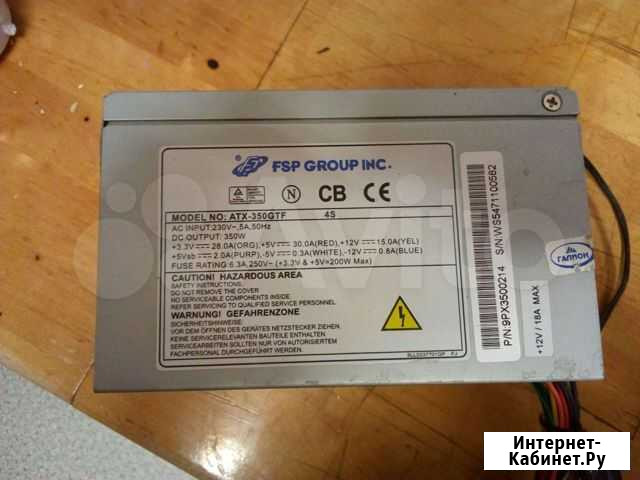 FSP GROUP INC.
N CB CE
MODEL NO: ATX-350GTF 4S
AC INPUT:230V~,5A,50Hz
DC OUTPUT: 350W
+3.3V 28.0A(ORG),+5V 30.0A(RED),+12V 15.0A(YEL)
+5Vsb 2.0A(PURP),-5V 0.3A(WHITE),-12V 0.8A(BLUE)
FUSE RATING:6.3A,250V~ (+3.3V & +5V=200W Max)
CAUTION! HAZARDOUS AREA
SAFETY INSTRUCTIONS.
DO NOT REMOVE THE COVER
NO SERVICEABLE COMPONENTS INSIDE.
REFER SERVICING TO QUALIFIED SERVICE PERSONNEL.
WARNUNG! GEFAHRENZONE
SICHERHEITSHINWEISE.
VOR DEM ÖFFNEN DES GERÄTES NETZSTECKER ZIEHEN
KEINE SERVICERELEVANTEN BAUTEILE IM GERÄT.
SERVICEARBEITEN SOLLTEN NUR VON AUTORISIERTEM
FACHPERSONAL DURCHGEFÜHRT WERDEN.
S/N:WS5471100582
P/N:9PX3500214
+12V / 18A MAX
ГАЛЛОН
Avito
Интернет-
Кабинет.Ру